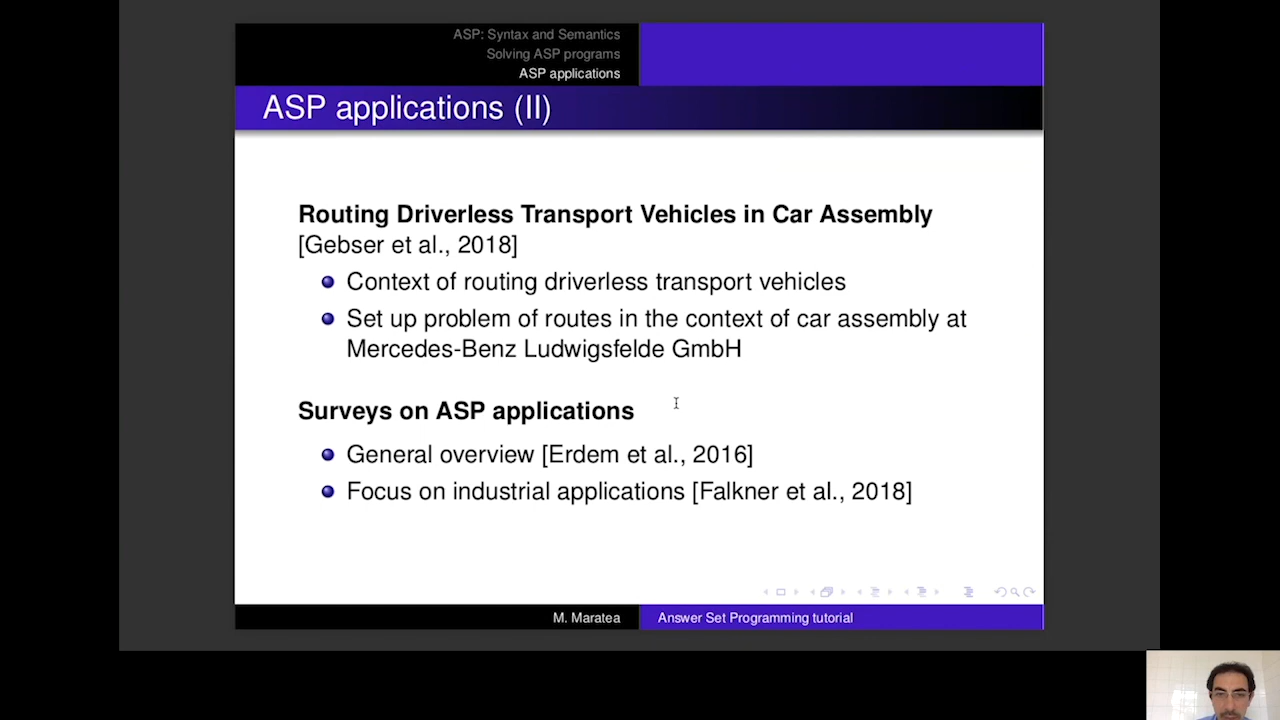 ASP: Syntax and Semantics
Solving ASP programs
ASP applications
ASP applications (II)
Routing Driverless Transport Vehicles in Car Assembly
[Gebser et al., 2018]
Context of routing driverless transport vehicles
Set up problem of routes in the context of car assembly at
Mercedes-Benz Ludwigsfelde GmbH
Surveys on ASP applications
General overview [Erdem et al., 2016]
Focus on industrial applications [Falkner et al., 2018]
M. Maratea
Answer Set Programming tutorial